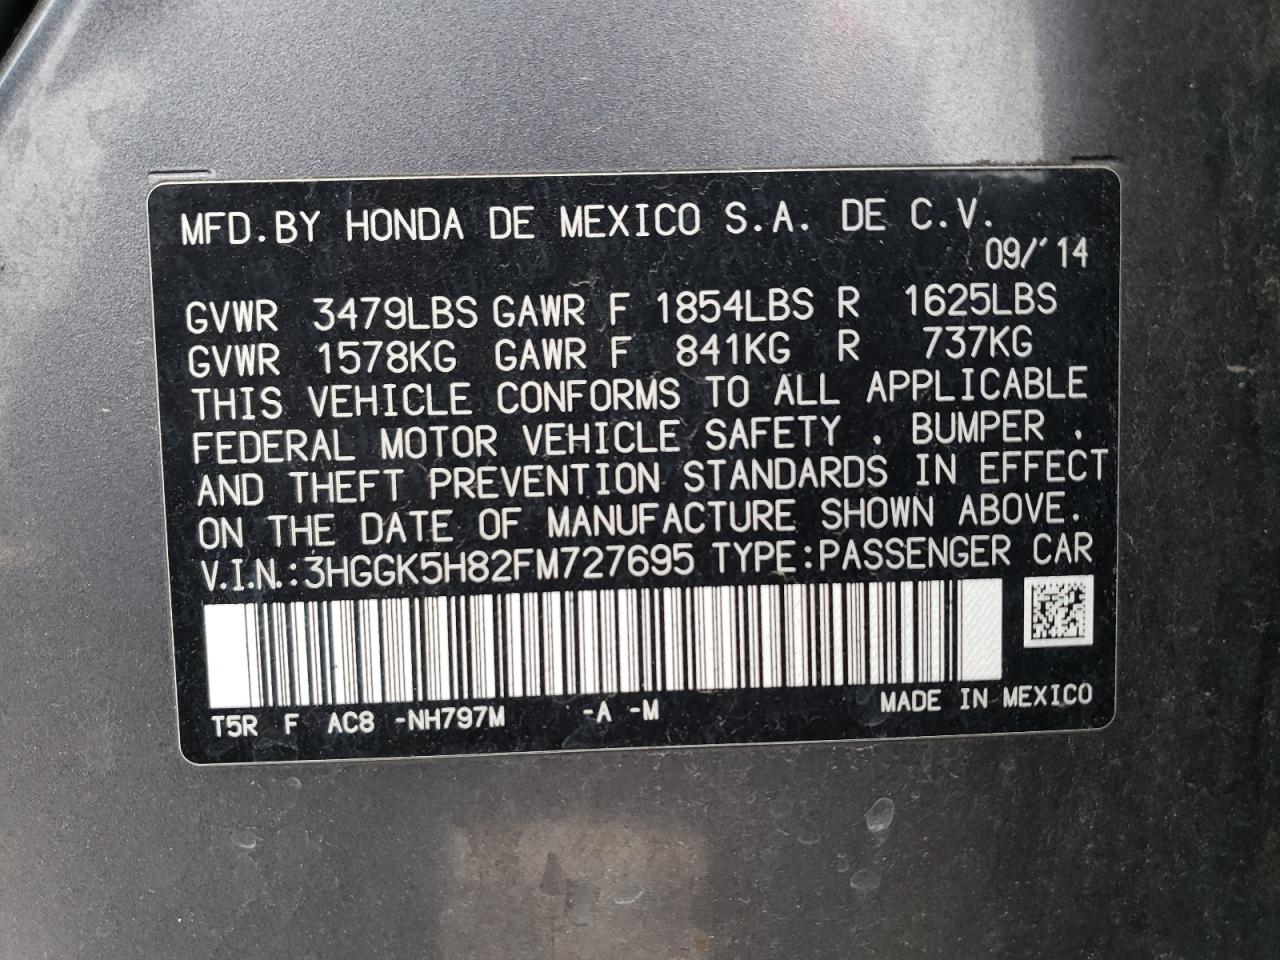 MFD.BY HONDA DE MEXICO S.A. DE C.V.
09/'14
GVWR 3479LBS GAWR F 1854LBS R 1625LBS
GVWR 1578KG GAWR F 841KG R 737KG
THIS VEHICLE CONFORMS TO ALL APPLICABLE
FEDERAL MOTOR VEHICLE SAFETY , BUMPER ,
AND THEFT PREVENTION STANDARDS IN EFFECT
ON THE DATE OF MANUFACTURE SHOWN ABOVE.
V.I.N.:3HGGK5H82FM727695 TYPE:PASSENGER CAR
T5R F AC8 -NH797M -A -M MADE IN MEXICO